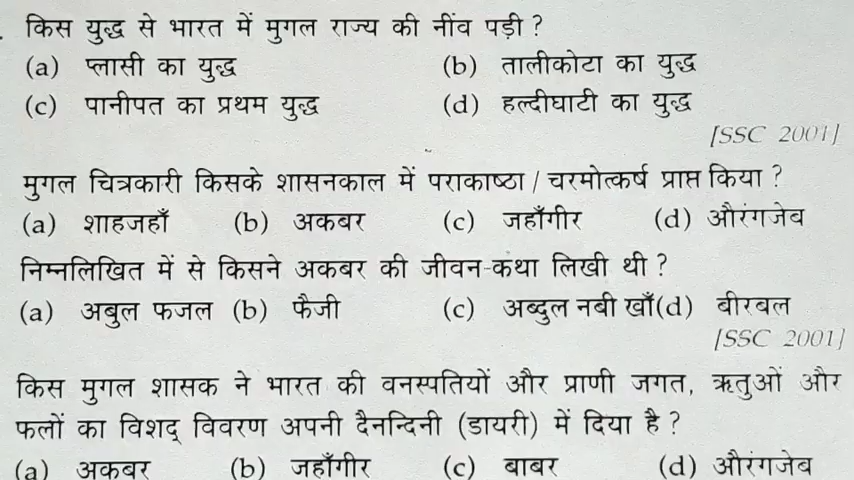 किस युद्ध से भारत में मुगल राज्य की नींव पड़ी ?
(a) प्लासी का युद्ध (b) तालीकोटा का युद्ध
(c) पानीपत का प्रथम युद्ध (d) हल्दीघाटी का युद्ध
[SSC 2001]
मुगल चित्रकारी किसके शासनकाल में पराकाष्ठा / चरमोत्कर्ष प्राप्त किया ?
(a) शाहजहाँ (b) अकबर (c) जहाँगीर (d) औरंगजेब
निम्नलिखित में से किसने अकबर की जीवन-कथा लिखी थी ?
(a) अबुल फजल (b) फैजी (c) अब्दुल नबी खाँ (d) बीरबल
[SSC 2001]
किस मुगल शासक ने भारत की वनस्पतियों और प्राणी जगत, ऋतुओं और
फलों का विशद् विवरण अपनी दैनन्दिनी (डायरी) में दिया है ?
(a) अकबर (b) जहाँगीर (c) बाबर (d) औरंगजेब